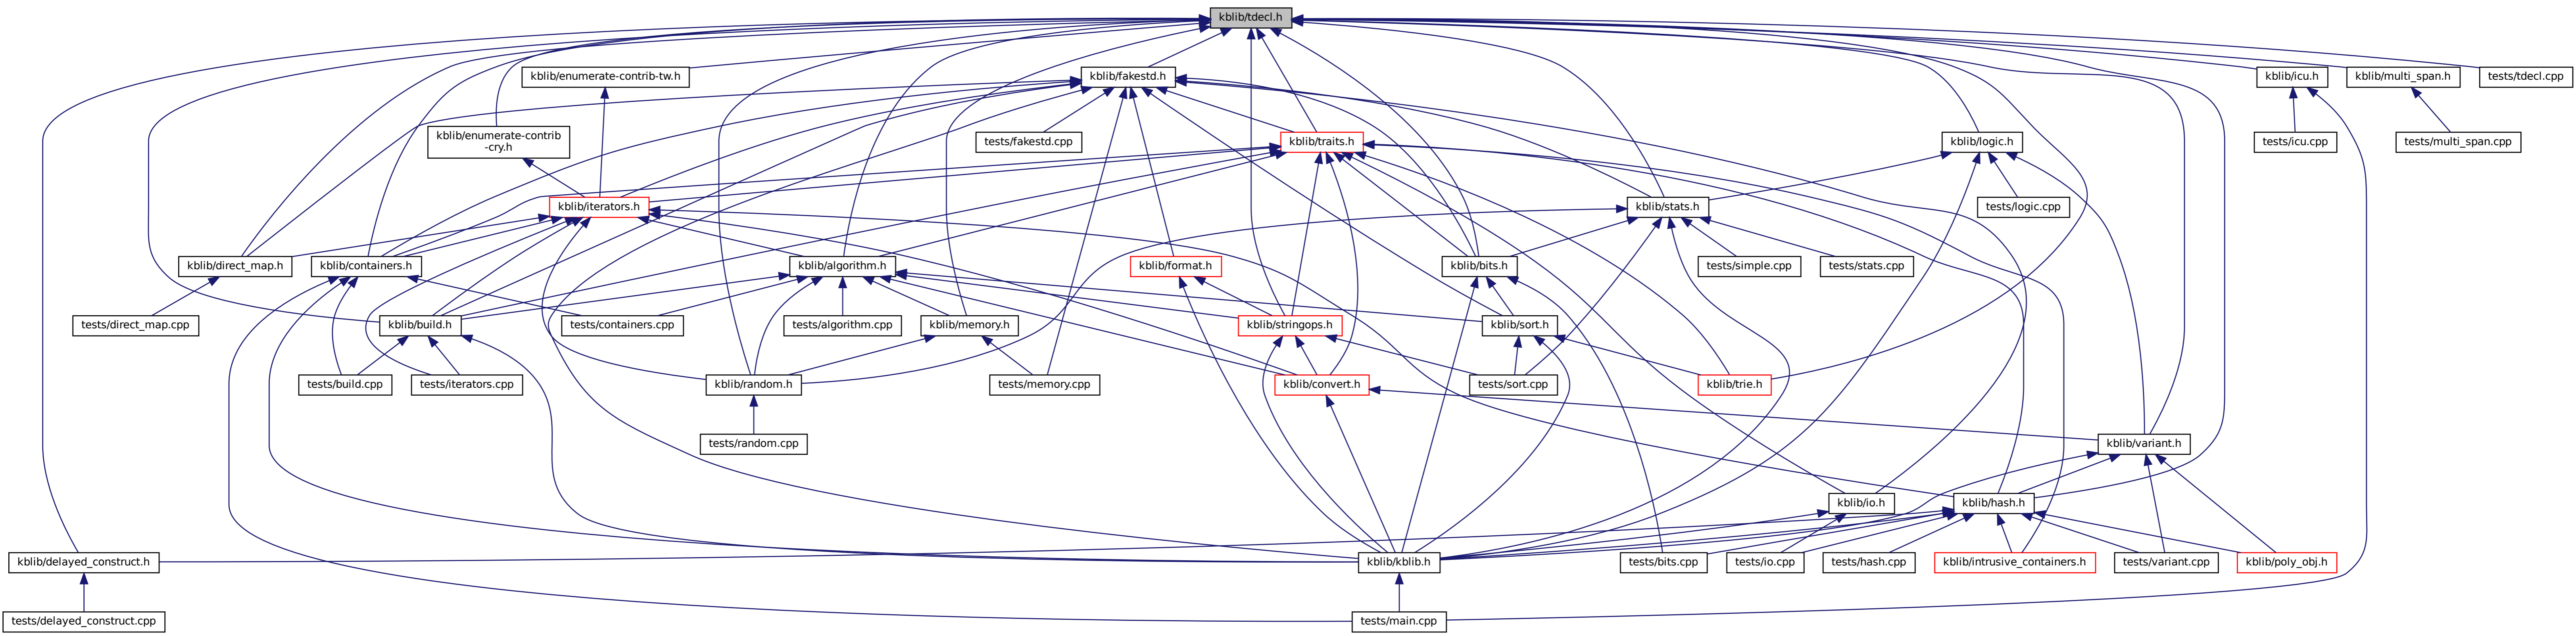 kblib/tdecl.h
kblib/enumerate-contrib-tw.h
kblib/fakestd.h
kblib/icu.h
kblib/multi_span.h
tests/tdecl.cpp
kblib/enumerate-contrib
-cry.h
tests/fakestd.cpp
kblib/traits.h
kblib/logic.h
tests/icu.cpp
tests/multi_span.cpp
kblib/iterators.h
kblib/stats.h
tests/logic.cpp
kblib/direct_map.h
kblib/containers.h
kblib/algorithm.h
kblib/format.h
kblib/bits.h
tests/simple.cpp
tests/stats.cpp
tests/direct_map.cpp
kblib/build.h
tests/containers.cpp
tests/algorithm.cpp
kblib/memory.h
kblib/stringops.h
kblib/sort.h
tests/build.cpp
tests/iterators.cpp
kblib/random.h
tests/memory.cpp
kblib/convert.h
tests/sort.cpp
kblib/trie.h
tests/random.cpp
kblib/variant.h
kblib/io.h
kblib/hash.h
kblib/delayed_construct.h
kblib/kblib.h
tests/bits.cpp
tests/io.cpp
tests/hash.cpp
kblib/intrusive_containers.h
tests/variant.cpp
kblib/poly_obj.h
tests/delayed_construct.cpp
tests/main.cpp